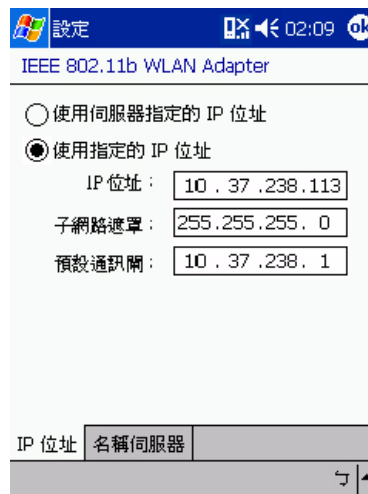 設定 02:09 ok
IEEE 802.11b WLAN Adapter
使用伺服器指定的 IP 位址
使用指定的 IP 位址
IP 位址： 10 . 37 .238.113
子網路遮罩： 255.255.255. 0
預設通訊閘： 10 . 37 .238. 1
IP 位址 名稱伺服器
ㄅ